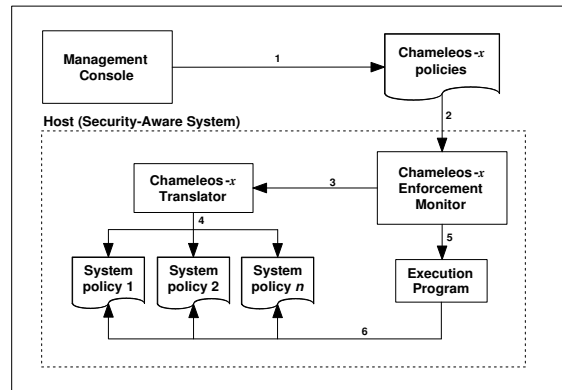 Management
Console
1
Chameleos-x
policies
2
Host (Security-Aware System)
Chameleos-x
Translator
3
Chameleos-x
Enforcement
Monitor
4
5
System
policy 1
System
policy 2
System
policy n
Execution
Program
6